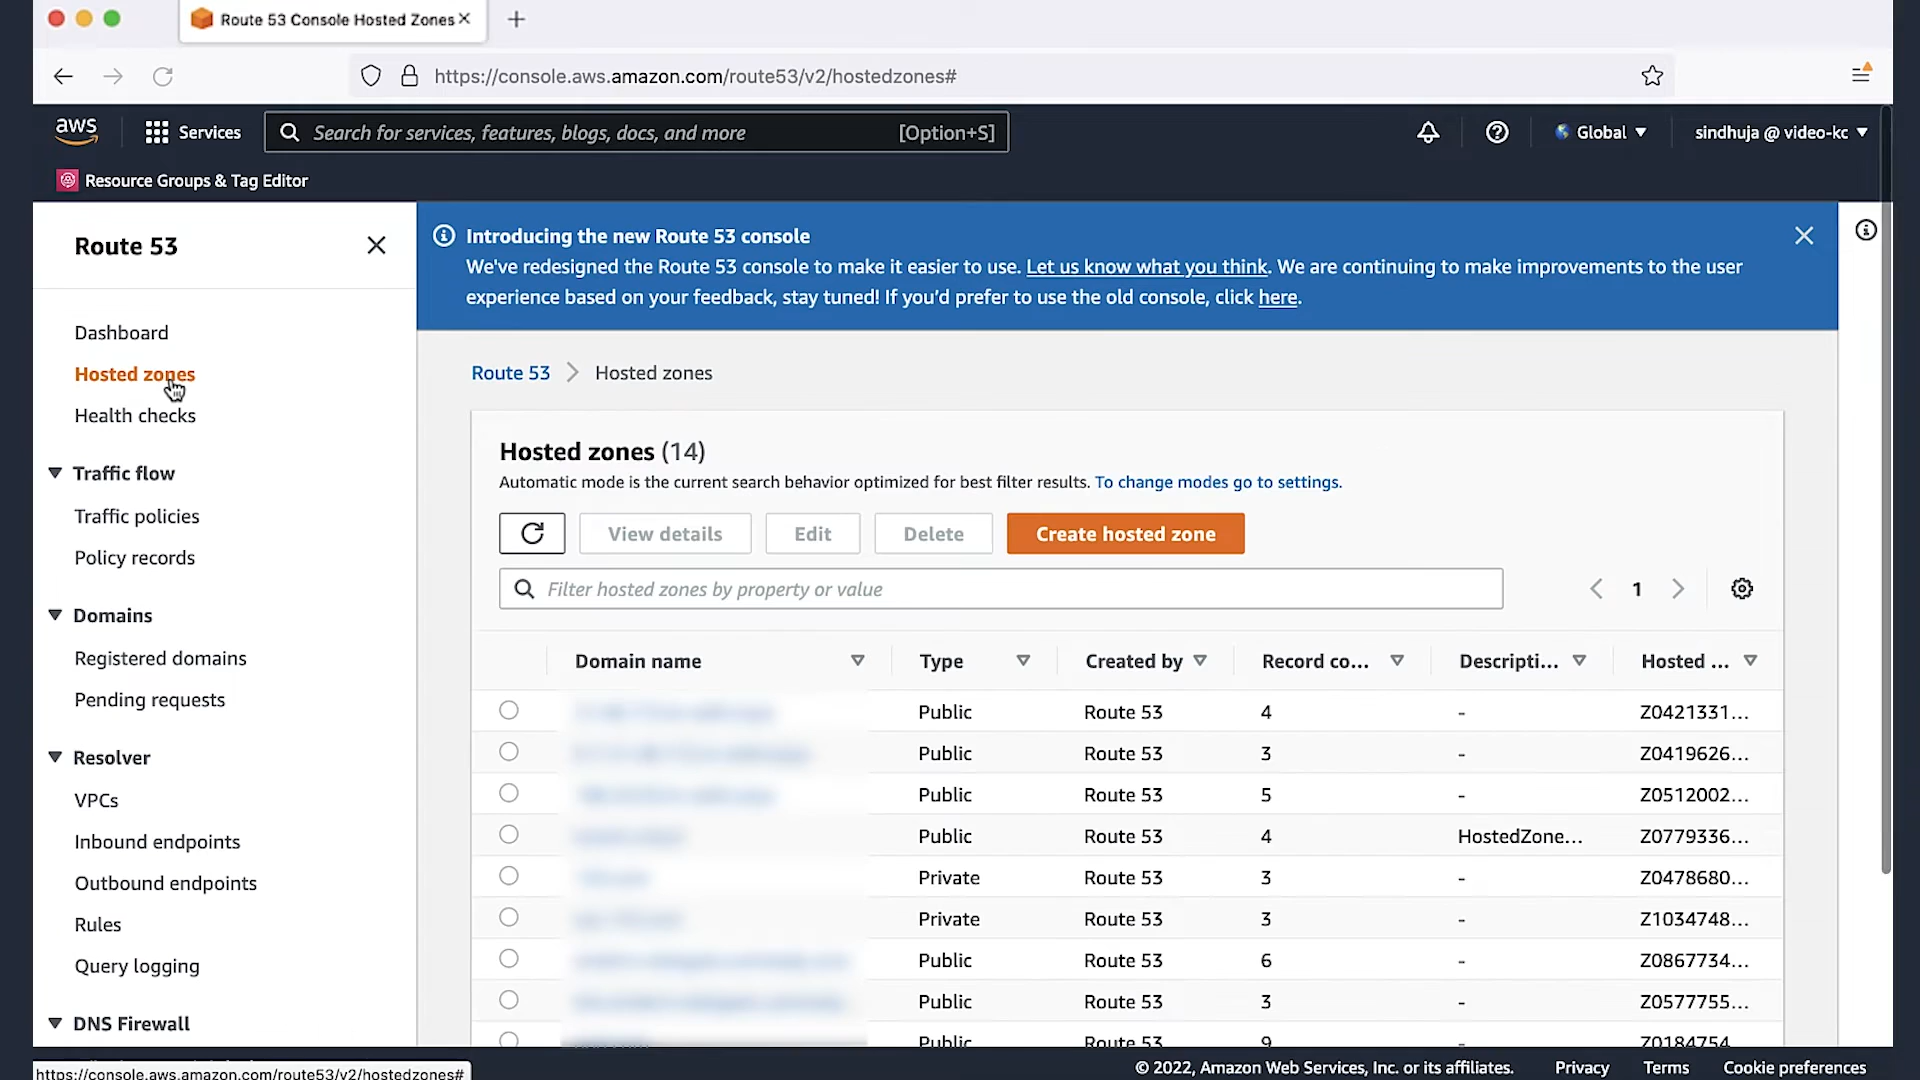 Route 53 Console Hosted Zones
https://console.aws.amazon.com/route53/v2/hostedzones#
aws
Services
Search for services, features, blogs, docs, and more
[Option+S]
Global
sindhuja @ video-kc
Resource Groups & Tag Editor
Route 53
Dashboard
Hosted zones
Health checks
Traffic flow
Traffic policies
Policy records
Domains
Registered domains
Pending requests
Resolver
VPCs
Inbound endpoints
Outbound endpoints
Rules
Query logging
DNS Firewall
https://console.aws.amazon.com/route53/v2/hostedzones#
Introducing the new Route 53 console
We've redesigned the Route 53 console to make it easier to use. Let us know what you think. We are continuing to make improvements to the user
experience based on your feedback, stay tuned! If you'd prefer to use the old console, click here.
Route 53 Hosted zones
Hosted zones (14)
Automatic mode is the current search behavior optimized for best filter results. To change modes go to settings.
View details
Edit
Delete
Create hosted zone
Filter hosted zones by property or value
1
Domain name Type Created by Record co... Descripti... Hosted ...
Public Route 53 4 - Z0421331...
Public Route 53 3 - Z0419626...
Public Route 53 5 - Z0512002...
Public Route 53 4 HostedZone... Z0779336...
Private Route 53 3 - Z0478680...
Private Route 53 3 - Z1034748...
Public Route 53 6 - Z0867734...
Public Route 53 3 - Z0577755...
Public Route 53 9 - Z0184754
© 2022, Amazon Web Services, Inc. or its affiliates.
Privacy
Terms
Cookie preferences